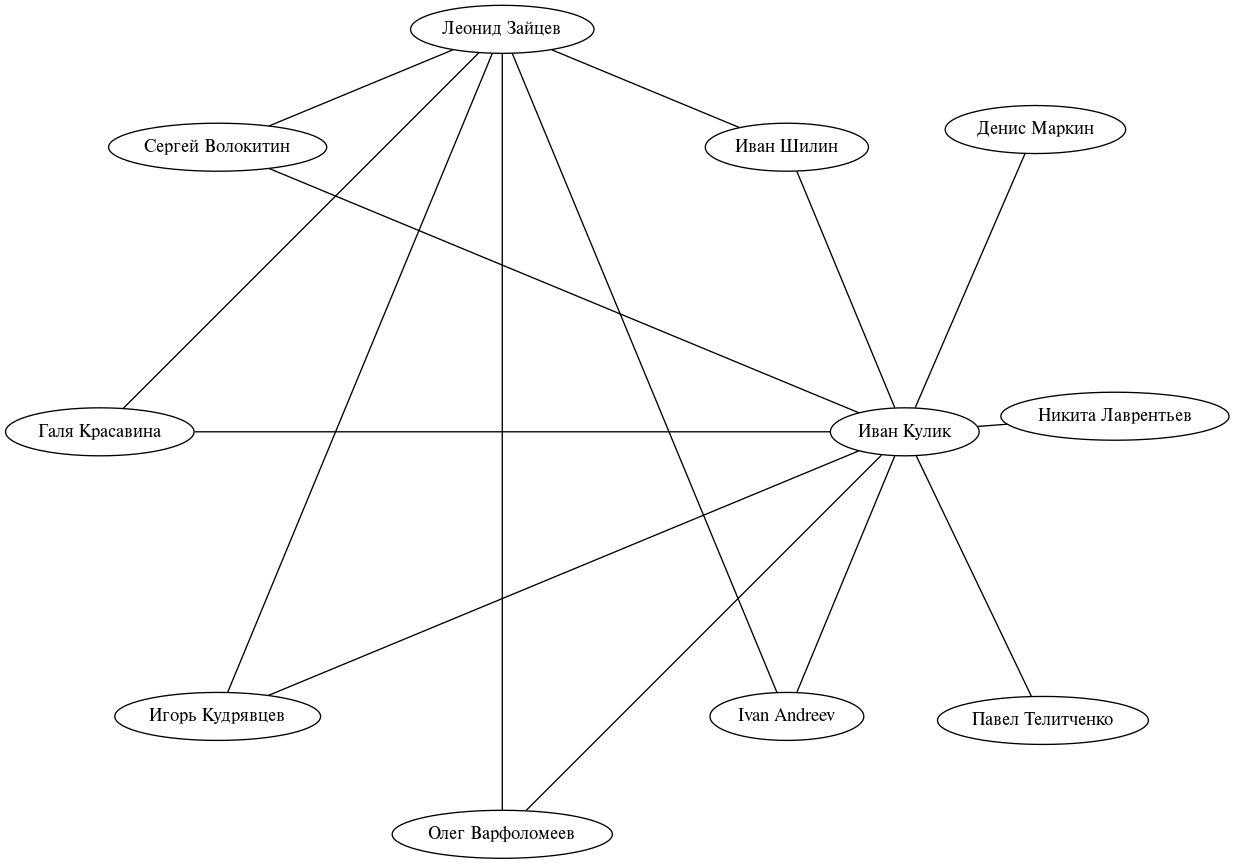 Леонид Зайцев
Денис Маркин
Сергей Волокитин
Иван Шилин
Никита Лаврентьев
Галя Красавина
Иван Кулик
Игорь Кудрявцев
Ivan Andreev
Павел Телитченко
Олег Варфоломеев